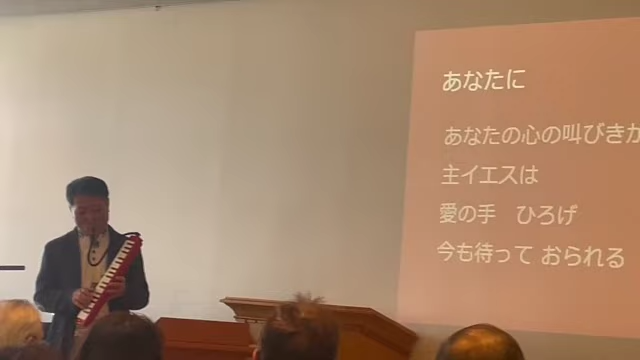 あなたに
あなたの心の叫びきか
主イエスは
愛の手　ひろげ
今も待って おられる